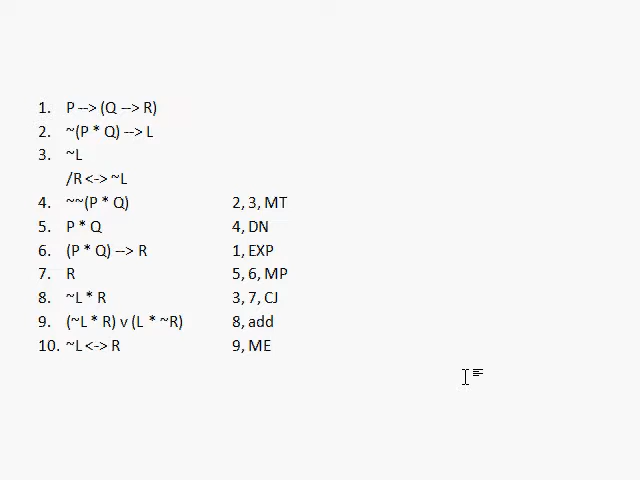 1. P --> (Q --> R)
2. ~(P * Q) --> L
3. ~L
/R <-> ~L
4. ~~(P * Q) 2, 3, MT
5. P * Q 4, DN
6. (P * Q) --> R 1, EXP
7. R 5, 6, MP
8. ~L * R 3, 7, CJ
9. (~L * R) v (L * ~R) 8, add
10. ~L <-> R 9, ME